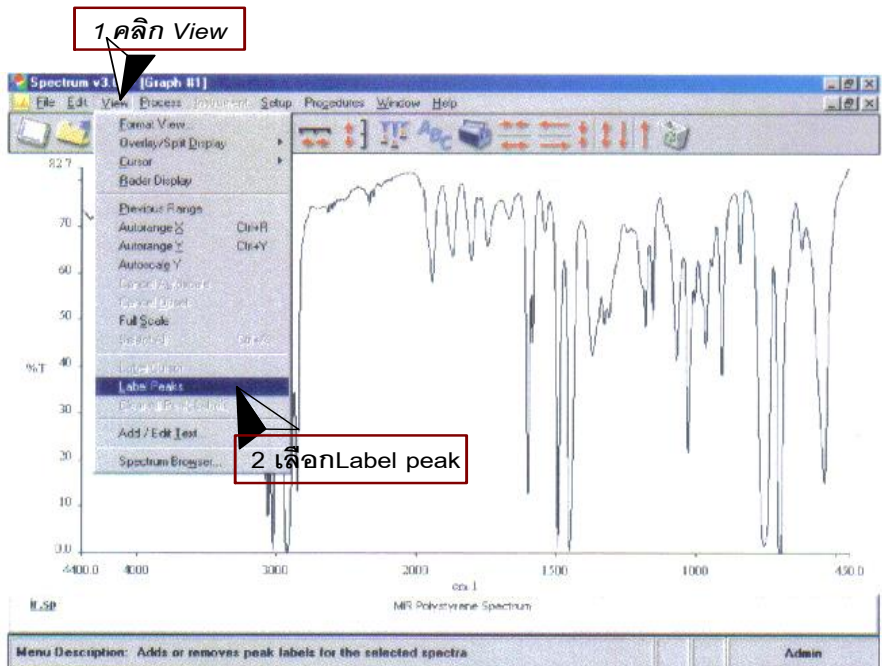 1 คลิก View
Spectrum [Graph #1]
File Edit View Process Instrument Setup Procedures Window Help
Format View...
Overlay/Split Display
Cursor
Rader Display
Previous Range
Autorange X Ctrl+R
Autorange Y Ctrl+Y
Autoscale Y
Full Scale
Label Cursor
Label Peaks
Add / Edit Text
Spectrum Browser...
2 เลือกLabel peak
ABC
82.7
70
60
50
%T 40
30
20
10
0.0
4400.0 4000 3000 2000 1500 1000 450.0
cm-1
MIR Polystyrene Spectrum
Menu Description: Adds or removes peak labels for the selected spectra Admin